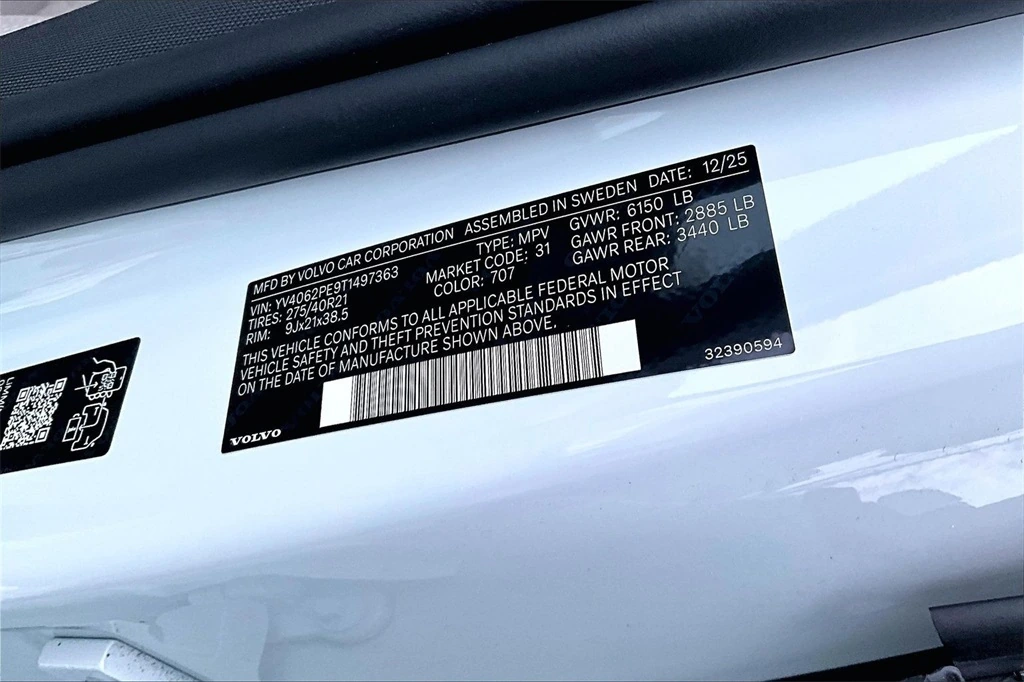 MFD BY VOLVO CAR CORPORATION ASSEMBLED IN SWEDEN DATE: 12/25
VIN: YV4062PE9T1497363 TYPE: MPV GVWR: 6150 LB
TIRES: 275/40R21 MARKET CODE: 31 GAWR FRONT: 2885 LB
RIM: 9Jx21x38.5 COLOR: 707 GAWR REAR: 3440 LB
THIS VEHICLE CONFORMS TO ALL APPLICABLE FEDERAL MOTOR
VEHICLE SAFETY AND THEFT PREVENTION STANDARDS IN EFFECT
ON THE DATE OF MANUFACTURE SHOWN ABOVE.
32390594
VOLVO